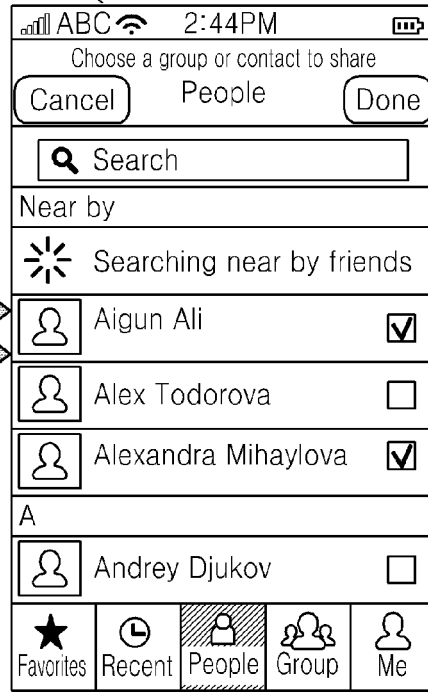 ABC 2:44PM
Choose a group or contact to share
Cancel People Done
Search
Near by
Searching near by friends
Aigun Ali
Alex Todorova
Alexandra Mihaylova
A
Andrey Djukov
Favorites Recent People Group Me